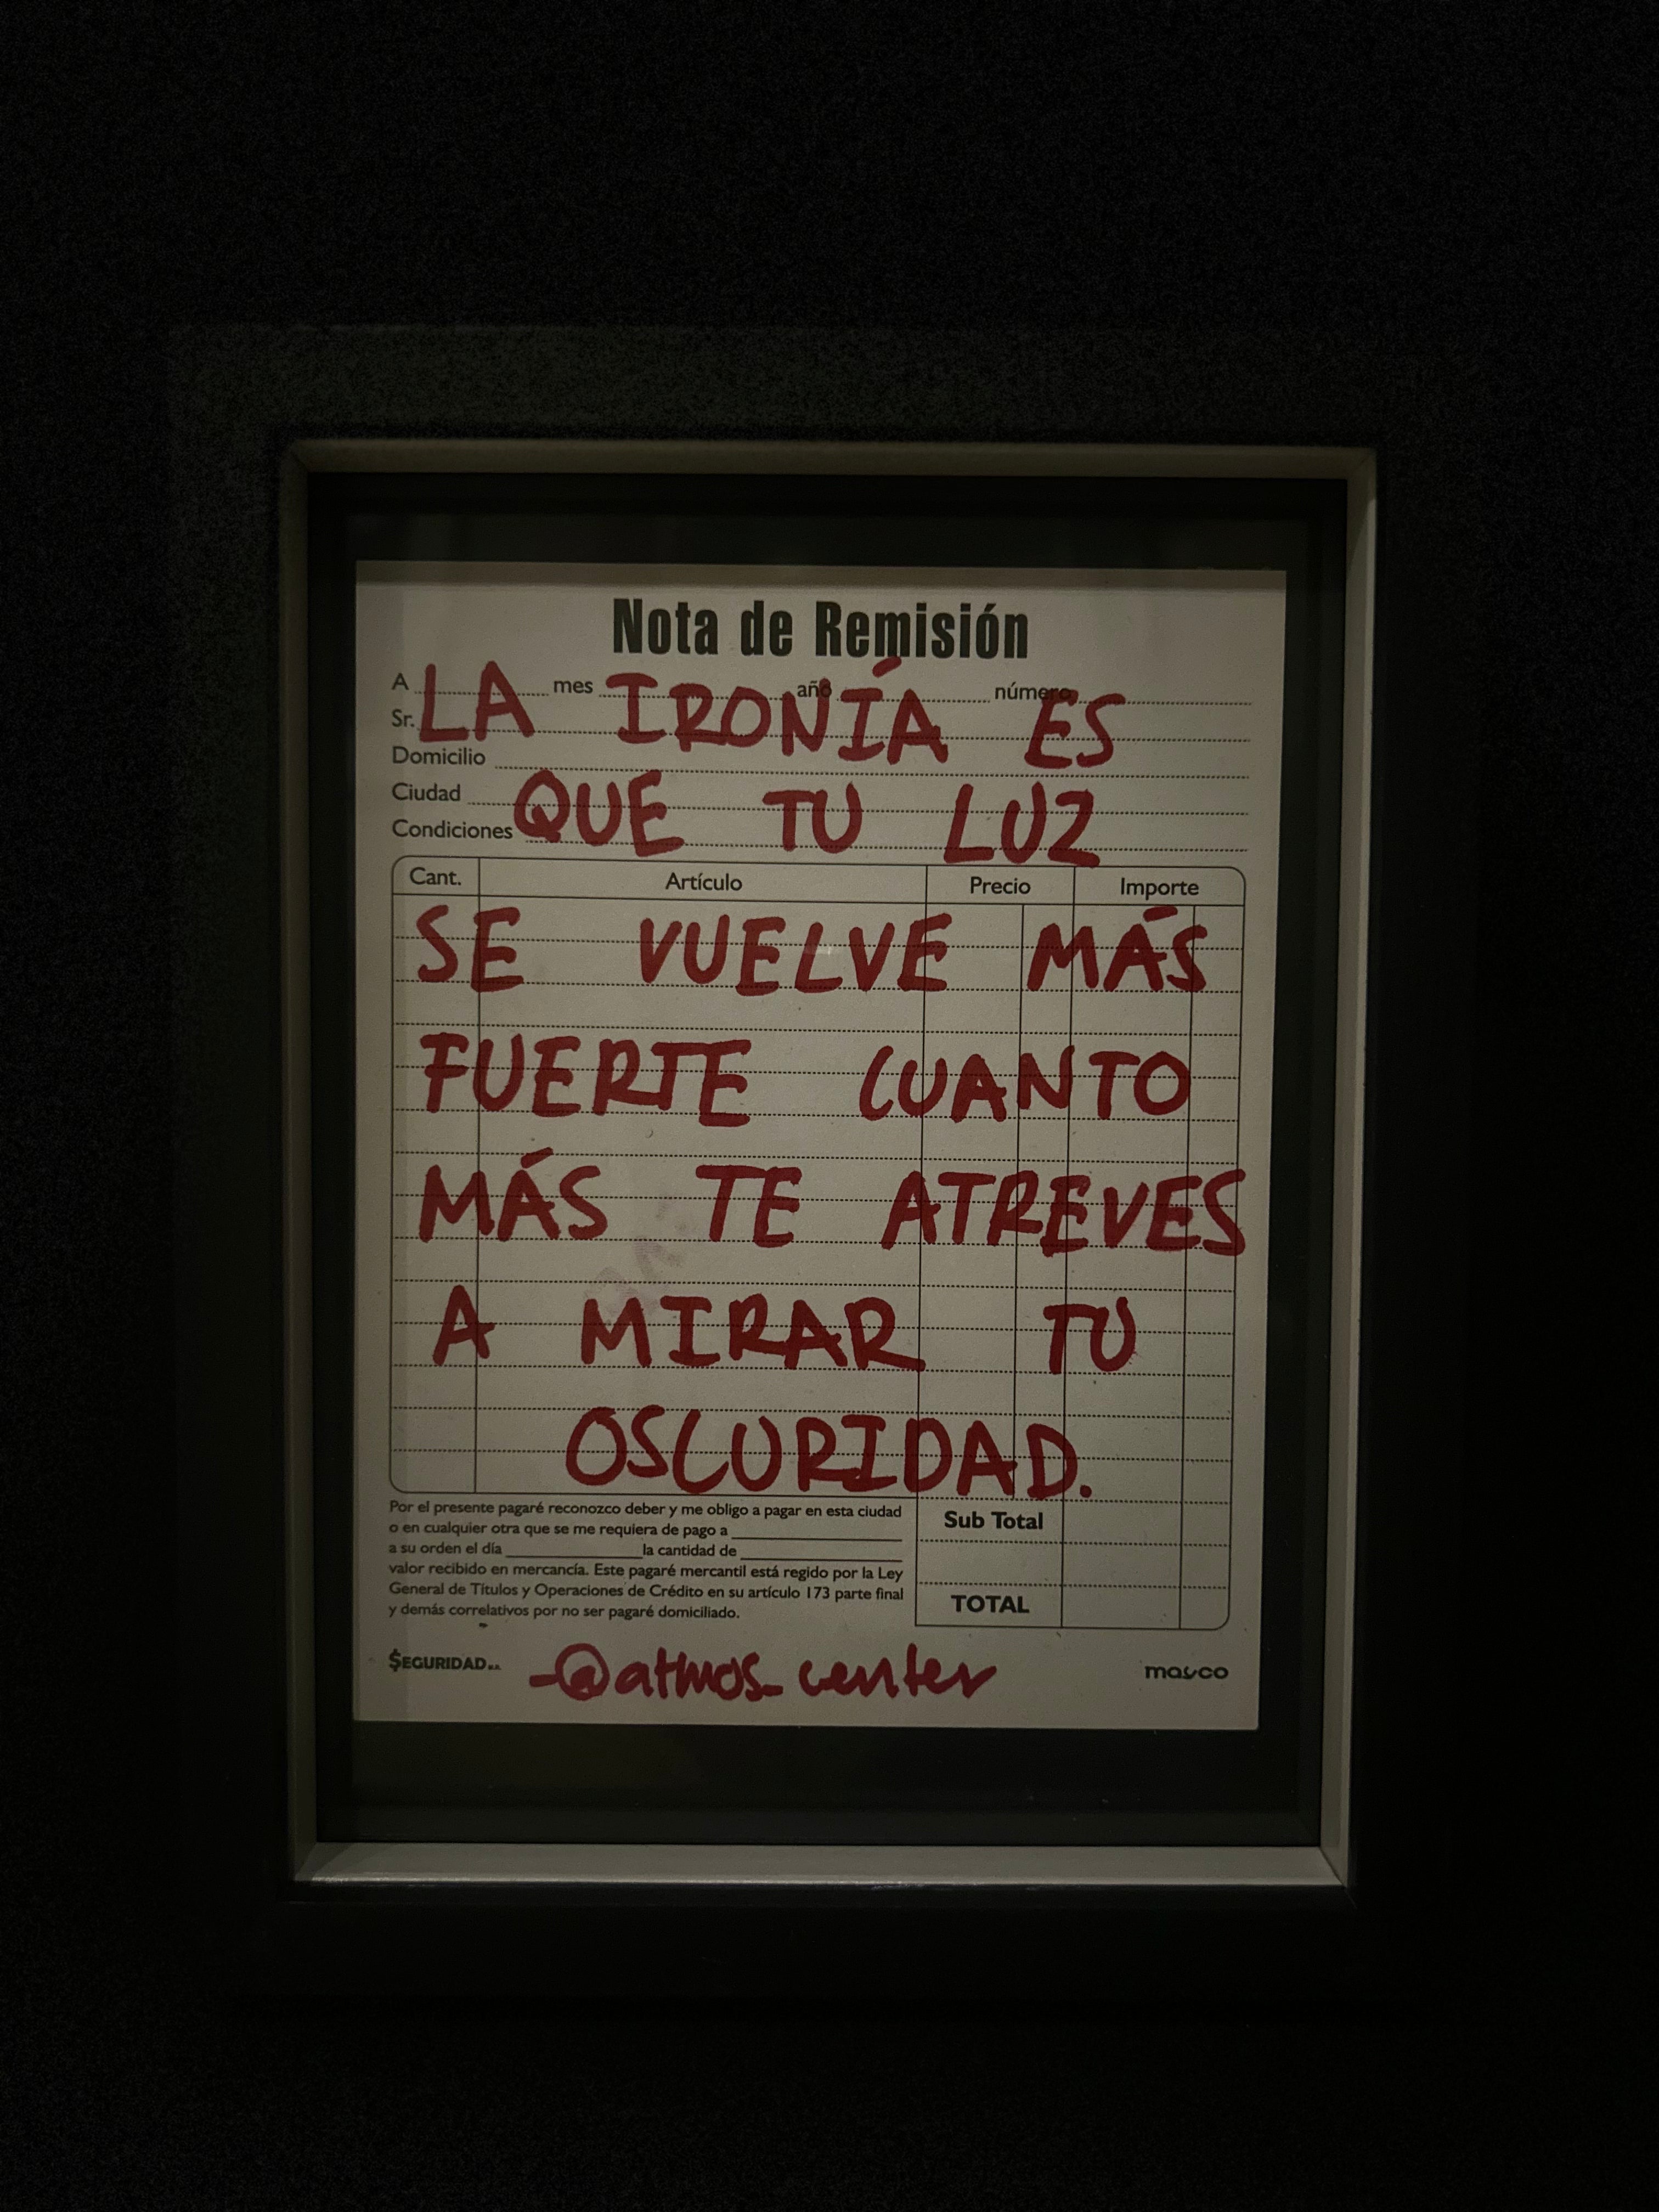 Nota de Remisión
A mes año número
Sr. LA IRONÍA ES
Domicilio
Ciudad
Condiciones QUE TU LUZ
Cant. Artículo Precio Importe
SE VUELVE MÁS
FUERTE CUANTO
MÁS TE ATREVES
A MIRAR TU
OSCURIDAD.
Por el presente pagaré reconozco deber y me obligo a pagar en esta ciudad
o en cualquier otra que se me requiera de pago a
a su orden el día la cantidad de
valor recibido en mercancía. Este pagaré mercantil está regido por la Ley
General de Títulos y Operaciones de Crédito en su artículo 173 parte final
y demás correlativos por no ser pagaré domiciliado.
Sub Total
TOTAL
$EGURIDAD
-@atmos_center
masco